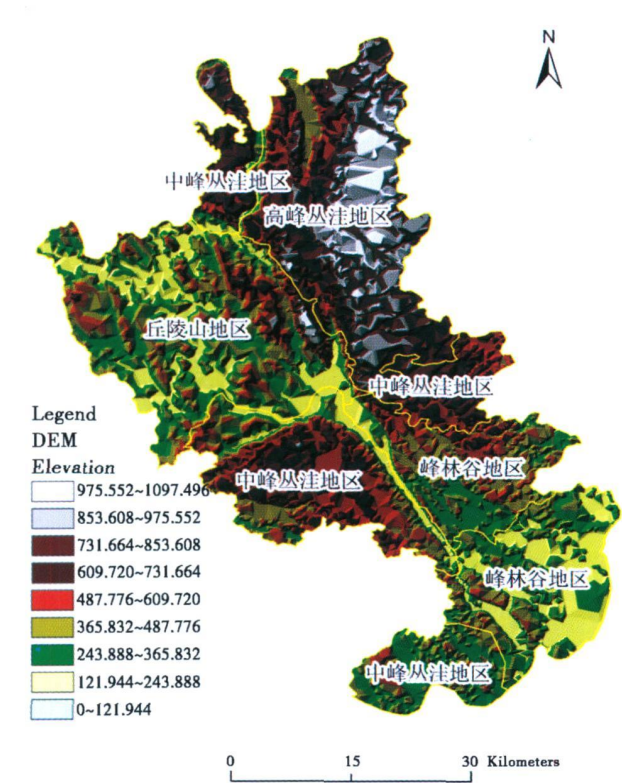 N
中峰丛洼地区
高峰丛洼地区
丘陵山地区
中峰丛洼地区
峰林谷地区
中峰丛洼地区
峰林谷地区
中峰丛洼地区
Legend
DEM
Elevation
975.552~1097.496
853.608~975.552
731.664~853.608
609.720~731.664
487.776~609.720
365.832~487.776
243.888~365.832
121.944~243.888
0~121.944
0 15 30 Kilometers